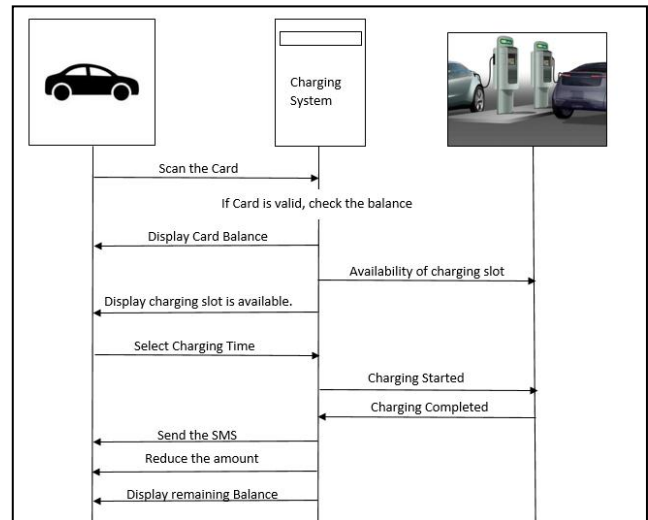 Charging
System
Scan the Card
If Card is valid, check the balance
Display Card Balance
Availability of charging slot
Display charging slot is available.
Select Charging Time
Charging Started
Charging Completed
Send the SMS
Reduce the amount
Display remaining Balance